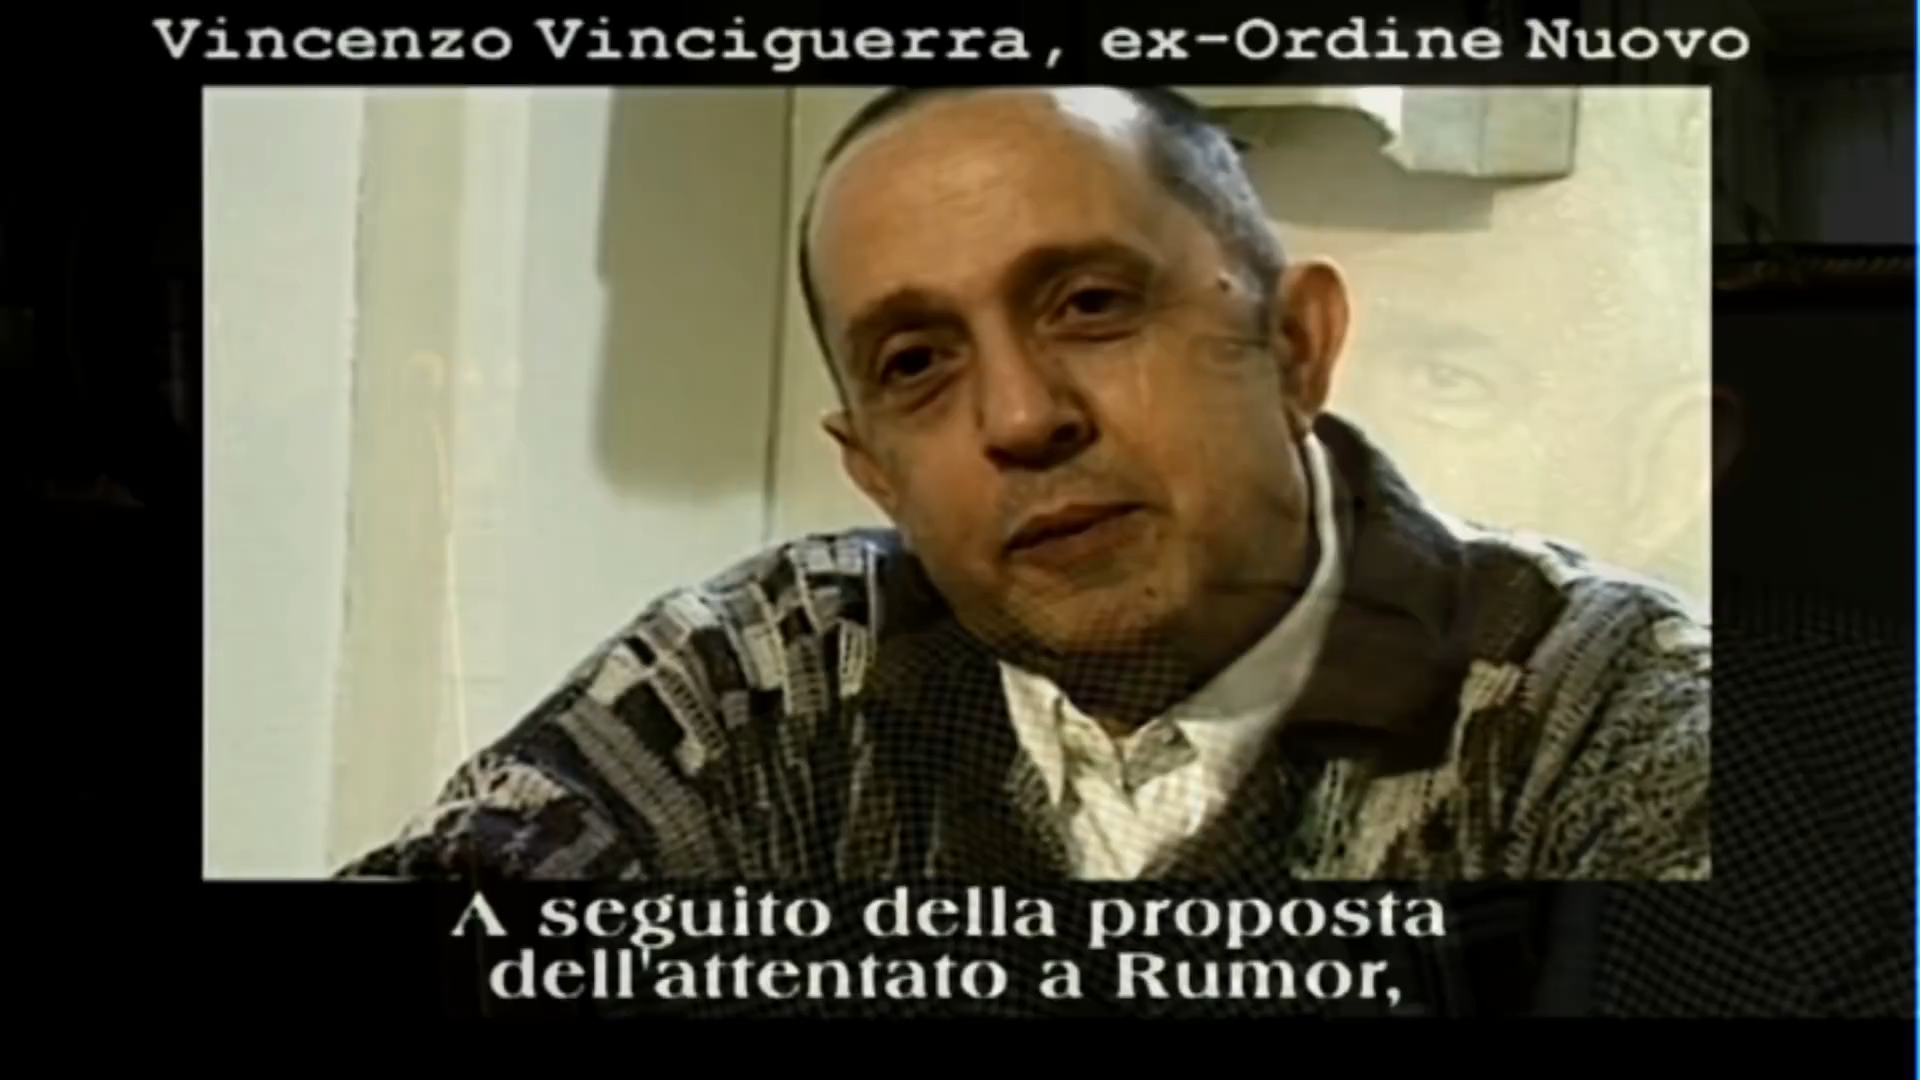 Vincenzo Vinciguerra, ex-Ordine Nuovo
A seguito della proposta
dell'attentato a Rumor,